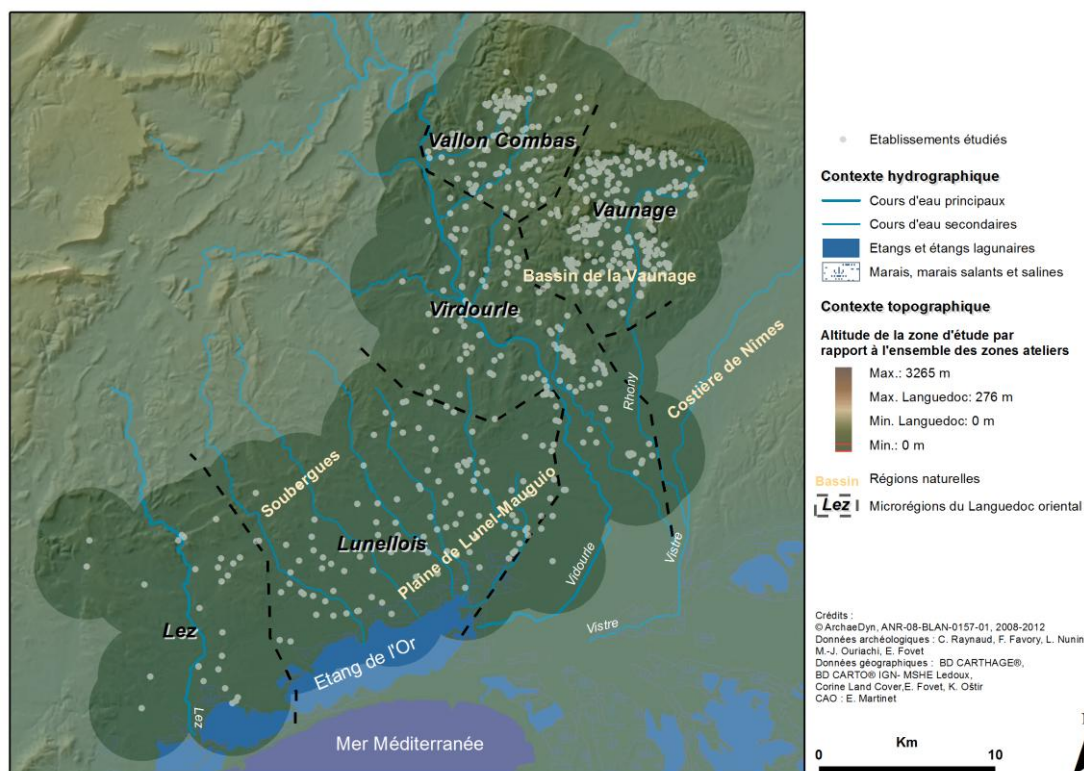 Vallon Combas
Vaunage
Bassin de la Vaunage
Virdourle
Costière de Nîmes
Rhony
Soubergues
Lunellois
Plaine de Lunel-Mauguio
Vidourle
Vistre
Vistre
Lez
Etang de l'Or
Lez
Mer Méditerranée
Etablissements étudiés
Contexte hydrographique
Cours d'eau principaux
Cours d'eau secondaires
Etangs et étangs lagunaires
Marais, marais salants et salines
Contexte topographique
Altitude de la zone d'étude par
rapport à l'ensemble des zones ateliers
Max.: 3265 m
Max. Languedoc: 276 m
Min. Languedoc: 0 m
Min.: 0 m
Bassin Régions naturelles
Lez Microrégions du Languedoc oriental
Crédits :
© ArchaeDyn, ANR-08-BLAN-0157-01, 2008-2012
Données archéologiques : C. Raynaud, F. Favory, L. Nunin
M.-J. Ouriachi, E. Fovet
Données géographiques : BD CARTHAGE®,
BD CARTO® IGN- MSHE Ledoux,
Corine Land Cover,E. Fovet, K. Oštir
CAO : E. Martinet
Km
0 10